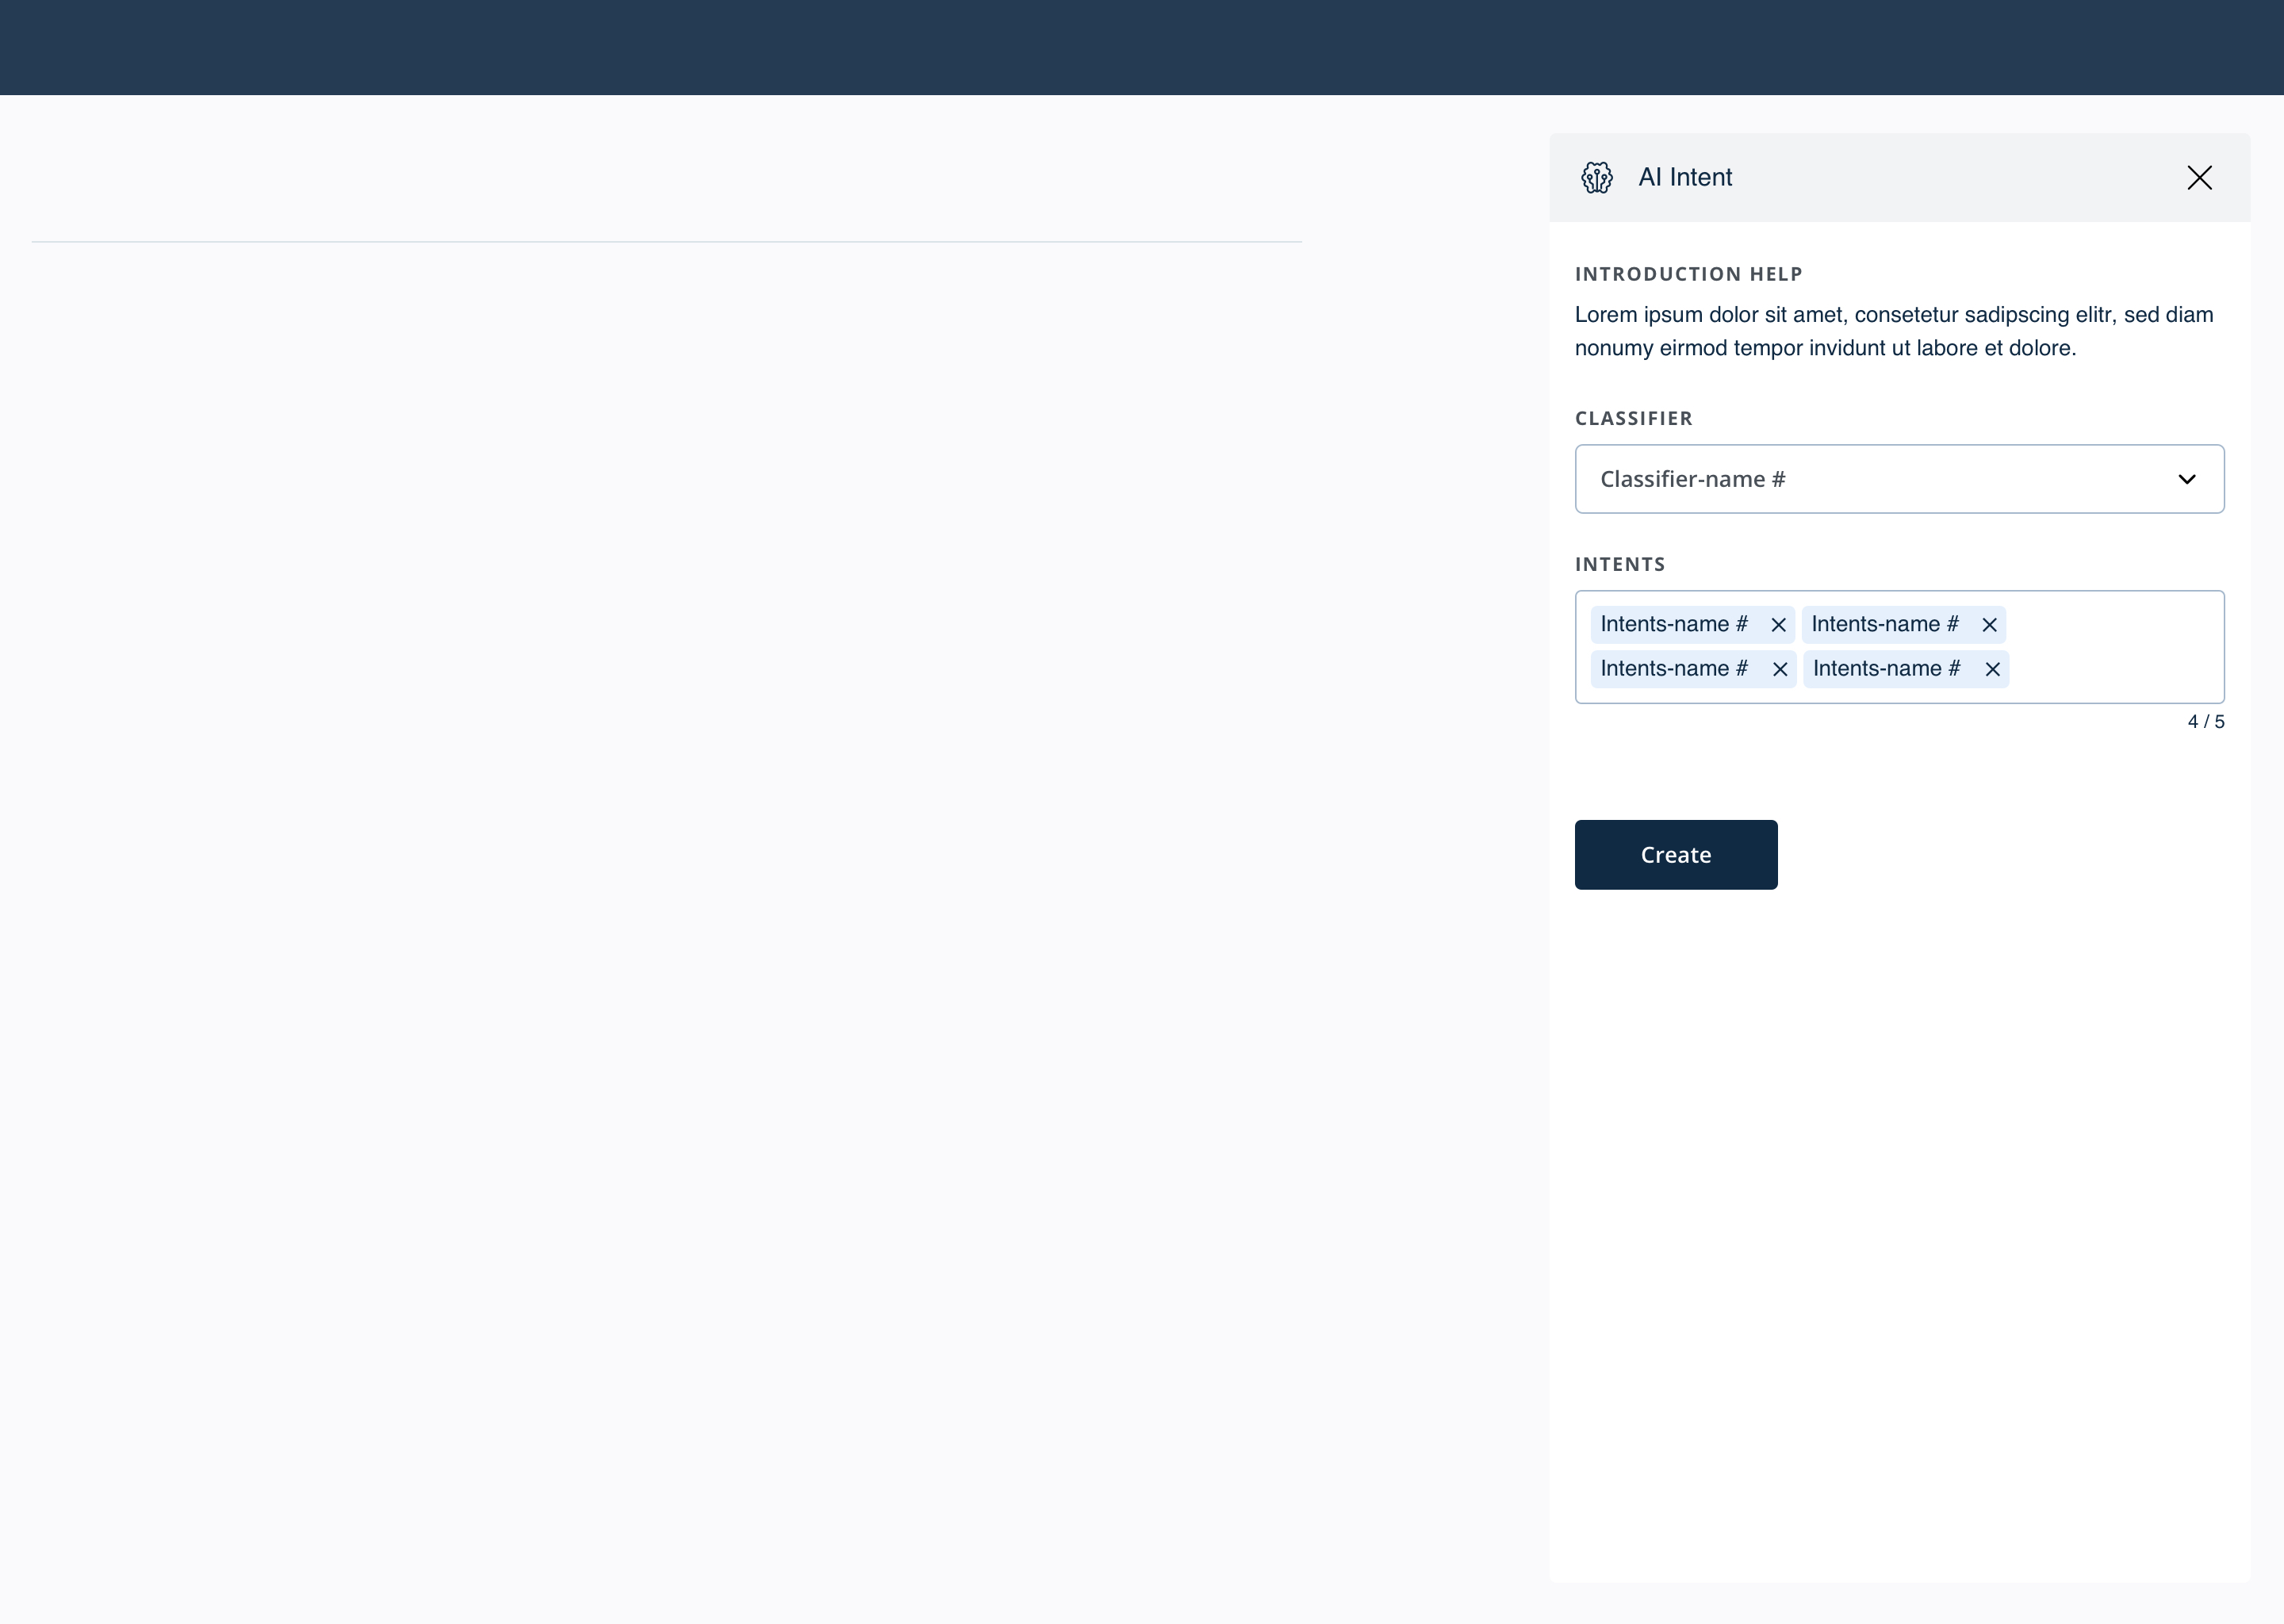 AI Intent
INTRODUCTION HELP
Lorem ipsum dolor sit amet, consetetur sadipscing elitr, sed diam
nonumy eirmod tempor invidunt ut labore et dolore.
CLASSIFIER
Classifier-name #
INTENTS
Intents-name # Intents-name #
Intents-name # Intents-name #
4 / 5
Create